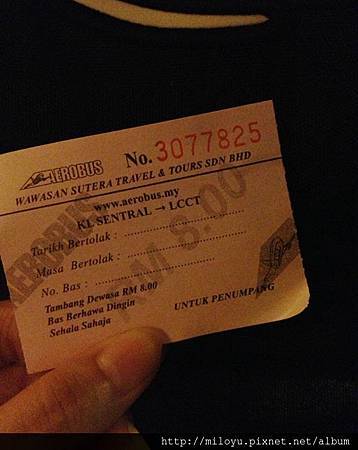 AEROBUS
No. 3077825
WAWASAN SUTERA TRAVEL & TOURS SDN BHD
www.aerobus.my
KL SENTRAL → LCCT
Tarikh Bertolak : ..............................
Masa Bertolak : ..............................
No. Bas : ..............................
AEROBUS
RM 8.00
Tambang Dewasa RM 8.00
Bas Berhawa Dingin
Sehala Sahaja
UNTUK PENUMPANG
http://miloyu.pixnet.net/album